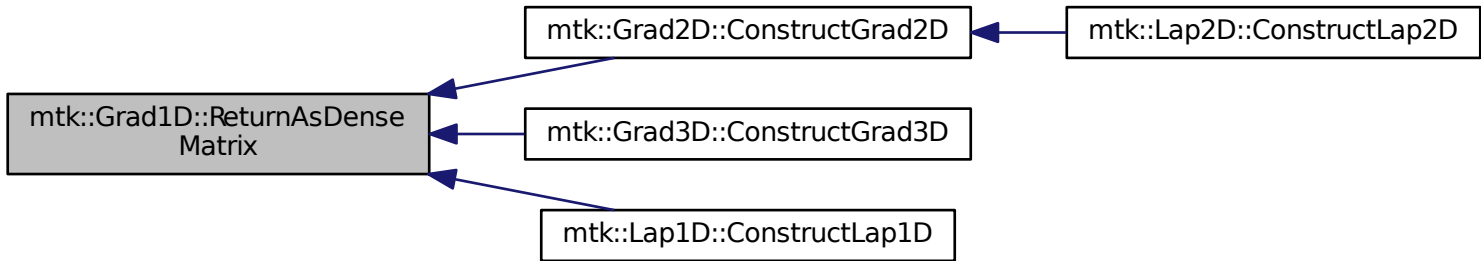 mtk::Grad2D::ConstructGrad2D
mtk::Lap2D::ConstructLap2D
mtk::Grad1D::ReturnAsDense
Matrix
mtk::Grad3D::ConstructGrad3D
mtk::Lap1D::ConstructLap1D